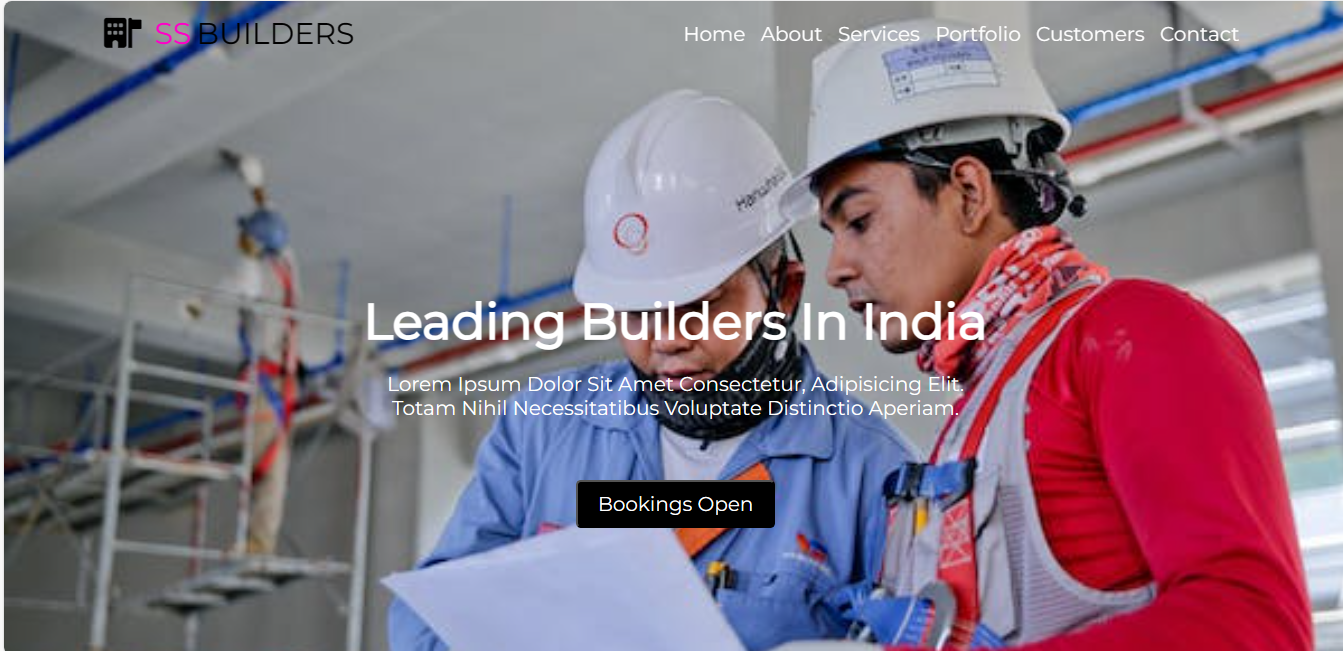 SS BUILDERS
Home About Services Portfolio Customers Contact
Leading Builders In India
Lorem Ipsum Dolor Sit Amet Consectetur, Adipisicing Elit.
Totam Nihil Necessitatibus Voluptate Distinctio Aperiam.
Bookings Open